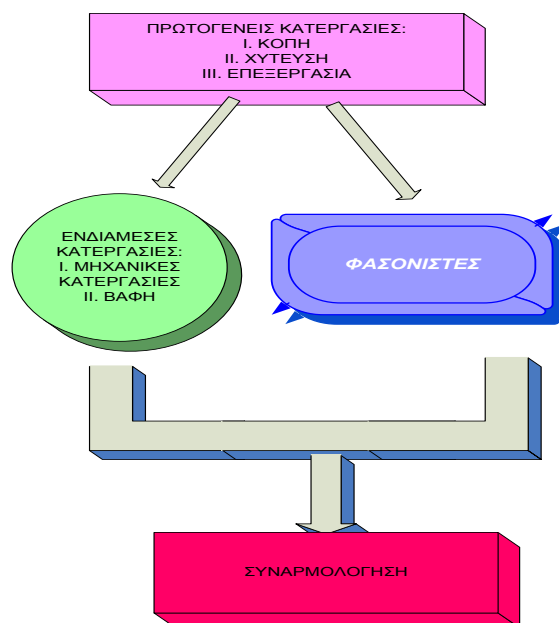 ΠΡΩΤΟΓΕΝΕΙΣ ΚΑΤΕΡΓΑΣΙΕΣ:
I. ΚΟΠΗ
II. ΧΥΤΕΥΣΗ
III. ΕΠΕΞΕΡΓΑΣΙΑ
ΕΝΔΙΑΜΕΣΕΣ
ΚΑΤΕΡΓΑΣΙΕΣ:
I. ΜΗΧΑΝΙΚΕΣ
ΚΑΤΕΡΓΑΣΙΕΣ
II. ΒΑΦΗ
ΦΑΣΟΝΙΣΤΕΣ
ΣΥΝΑΡΜΟΛΟΓΗΣΗ